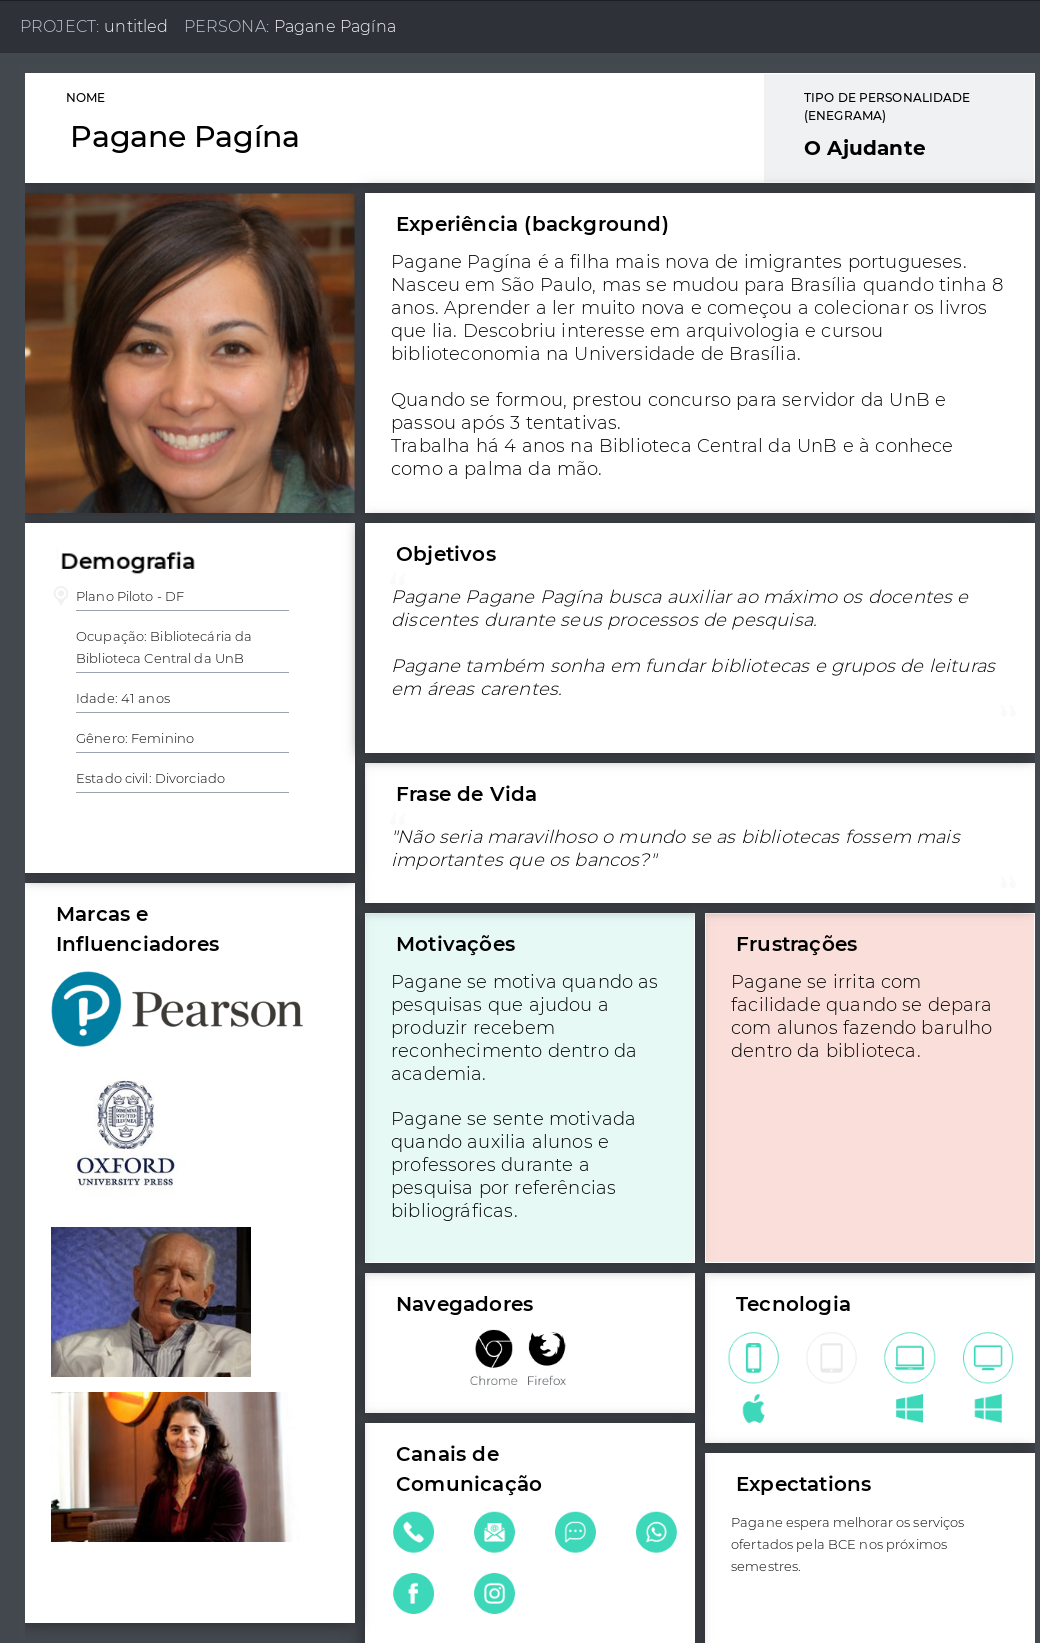 PROJECT: untitled PERSONA: Pagane Pagína
NOME
Pagane Pagína
TIPO DE PERSONALIDADE
(ENEGRAMA)
O Ajudante
Experiência (background)
Pagane Pagína é a filha mais nova de imigrantes portugueses.
Nasceu em São Paulo, mas se mudou para Brasília quando tinha 8
anos. Aprender a ler muito nova e começou a colecionar os livros
que lia. Descobriu interesse em arquivologia e cursou
biblioteconomia na Universidade de Brasília.
Quando se formou, prestou concurso para servidor da UnB e
passou após 3 tentativas.
Trabalha há 4 anos na Biblioteca Central da UnB e à conhece
como a palma da mão.
Demografia
Plano Piloto - DF
Ocupação: Bibliotecária da
Biblioteca Central da UnB
Idade: 41 anos
Gênero: Feminino
Estado civil: Divorciado
Objetivos
Pagane Pagane Pagína busca auxiliar ao máximo os docentes e
discentes durante seus processos de pesquisa.
Pagane também sonha em fundar bibliotecas e grupos de leituras
em áreas carentes.
Frase de Vida
"Não seria maravilhoso o mundo se as bibliotecas fossem mais
importantes que os bancos?"
Marcas e
Influenciadores
Pearson
DOMIMINA
NUSTIO
ILLUMEA
OXFORD
UNIVERSITY PRESS
Motivações
Pagane se motiva quando as
pesquisas que ajudou a
produzir recebem
reconhecimento dentro da
academia.
Pagane se sente motivada
quando auxilia alunos e
professores durante a
pesquisa por referências
bibliográficas.
Frustrações
Pagane se irrita com
facilidade quando se depara
com alunos fazendo barulho
dentro da biblioteca.
Navegadores
Chrome Firefox
Tecnologia
Canais de
Comunicação
Expectations
Pagane espera melhorar os serviços
ofertados pela BCE nos próximos
semestres.